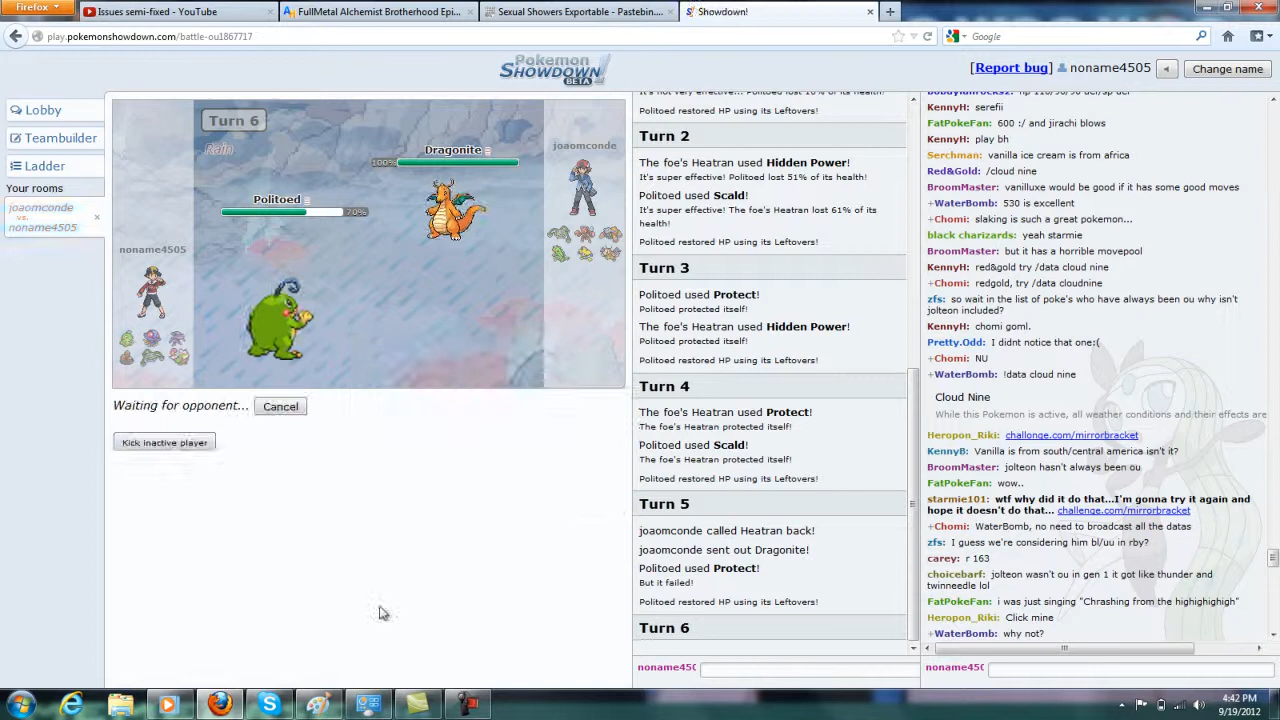 Firefox
Issues semi-fixed - YouTube
FullMetal Alchemist Brotherhood Epi...
Sexual Showers Exportable - Pastebin....
Showdown!
play.pokemonshowdown.com/battle-ou1867717
Google
Pokemon
SHOWDOWN!
BETA
[Report bug]
noname4505
Change name
Lobby
Teambuilder
Ladder
Your rooms
joaomconde
vs.
noname4505
Turn 6
Rain
Dragonite
100%
joaomconde
Politoed
70%
noname4505
Waiting for opponent...
Cancel
Kick inactive player
Politoed restored HP using its Leftovers!
Turn 2
The foe's Heatran used Hidden Power!
It's super effective! Politoed lost 51% of its health!
Politoed used Scald!
It's super effective! The foe's Heatran lost 61% of its
health!
Politoed restored HP using its Leftovers!
Turn 3
Politoed used Protect!
Politoed protected itself!
The foe's Heatran used Hidden Power!
Politoed protected itself!
Politoed restored HP using its Leftovers!
Turn 4
The foe's Heatran used Protect!
The foe's Heatran protected itself!
Politoed used Scald!
The foe's Heatran protected itself!
Politoed restored HP using its Leftovers!
Turn 5
joaomconde called Heatran back!
joaomconde sent out Dragonite!
Politoed used Protect!
But it failed!
Politoed restored HP using its Leftovers!
Turn 6
noname450
KennyH: serefii
FatPokeFan: 600 :/ and jirachi blows
KennyH: play bh
Serchman: vanilla ice cream is from africa
Red&Gold: /cloud nine
BroomMaster: vanilluxe would be good if it has some good moves
+WaterBomb: 530 is excellent
+Chomi: slaking is such a great pokemon...
black charizards: yeah starmie
BroomMaster: but it has a horrible movepool
KennyH: red&gold try /data cloud nine
+Chomi: redgold, try /data cloudnine
zfs: so wait in the list of poke's who have always been ou why isn't
jolteon included?
KennyH: chomi goml.
Pretty.Odd: I didnt notice that one:(
+Chomi: NU
+WaterBomb: !data cloud nine
Cloud Nine
While this Pokemon is active, all weather conditions and their effects are
Heropon_Riki: challonge.com/mirrorbracket
KennyB: Vanilla is from south/central america isn't it?
BroomMaster: jolteon hasn't always been ou
FatPokeFan: wow..
starmie101: wtf why did it do that...I'm gonna try it again and
hope it doesn't do that... challenge.com/mirrorbracket
+Chomi: WaterBomb, no need to broadcast all the datas
zfs: I guess we're considering him bl/uu in rby?
carey: r 163
choicebarf: jolteon wasn't ou in gen 1 it got like thunder and
twinneedle lol
FatPokeFan: i was just singing "Chrashing from the highighighigh"
Heropon_Riki: Click mine
+WaterBomb: why not?
noname450
4:42 PM
9/19/2012